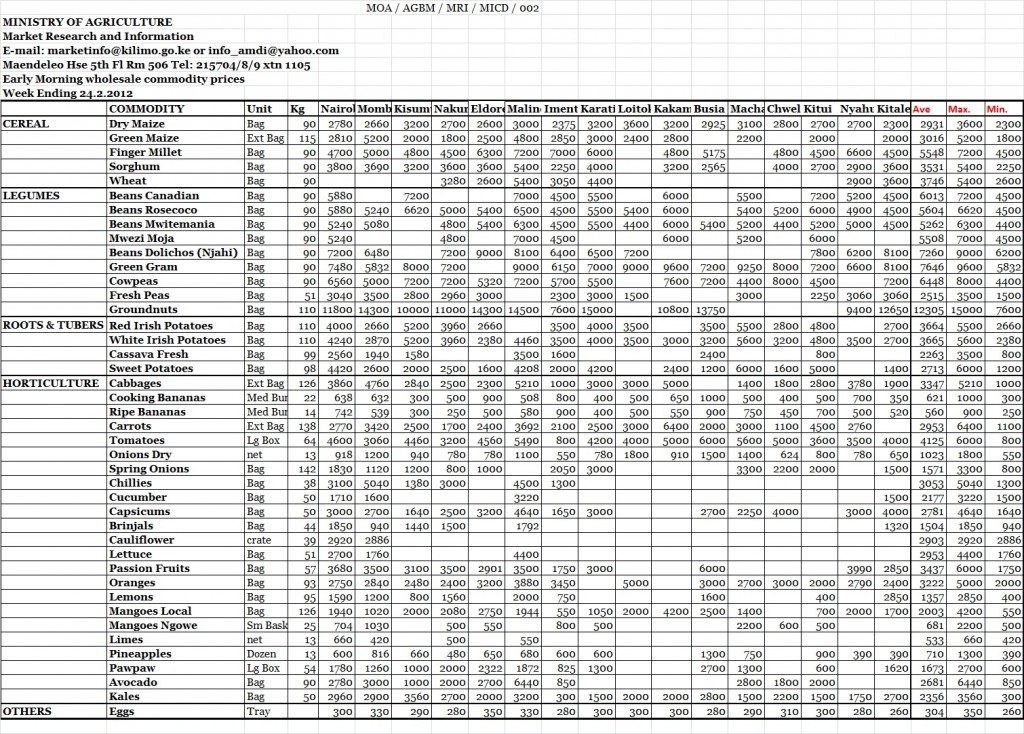 MOA / AGBM / MRI / MICD / 002
MINISTRY OF AGRICULTURE
Market Research and Information
E-mail: marketinfo@kilimo.go.ke or info_amdi@yahoo.com
Maendeleo Hse 5th Fl Rm 506 Tel: 215704/8/9 xtn 1105
Early Morning wholesale commodity prices
Week Ending 24.2.2012
COMMODITY Unit Kg Nairol Momb Kisum Nakur Eldore Malin Iment Karati Loitol Kakam Busia Macha Chwel Kitui Nyahu Kitale Ave Max. Min.
CEREAL Dry Maize Bag 90 2780 2660 3200 2700 2600 3000 2375 3200 3600 3200 2925 3100 2800 2700 2700 2300 2931 3600 2300
Green Maize Ext Bag 115 2810 5200 2000 1800 2500 4800 2850 3000 2400 2800 2200 2000 2000 3016 5200 1800
Finger Millet Bag 90 4700 5000 4800 4500 6300 7200 7000 6000 4800 5175 4800 4500 6600 4500 5548 7200 4500
Sorghum Bag 90 3800 3690 3200 3600 3600 5400 2250 4000 3200 2565 4000 2700 2900 3600 3531 5400 2250
Wheat Bag 90 3280 2600 5400 3050 4400 2900 3600 3746 5400 2600
LEGUMES Beans Canadian Bag 90 5880 7200 7000 4500 5500 6000 5500 7200 5200 4500 6013 7200 4500
Beans Rosecoco Bag 90 5880 5240 6620 5000 5400 6500 4500 5500 5400 6000 5400 5200 6000 4900 4500 5604 6620 4500
Beans Mwitemania Bag 90 5240 5080 4800 5400 6300 4500 5500 4400 6000 5400 5200 4400 5200 5000 4500 5262 6300 4400
Mwezi Moja Bag 90 5240 4800 7000 4500 6000 5200 6000 5508 7000 4500
Beans Dolichos (Njahi) Bag 90 7200 6480 7200 9000 8100 6400 6500 7200 7800 6200 8100 7260 9000 6200
Green Gram Bag 90 7480 5832 8000 7200 9000 6150 7000 9000 9600 7200 9250 8000 7200 6600 8100 7646 9600 5832
Cowpeas Bag 90 6560 5000 7200 7200 5320 7200 5700 5500 7600 7200 4400 8000 4500 7200 6448 8000 4400
Fresh Peas Bag 51 3040 3500 2800 2960 3000 2300 3000 1500 3000 2250 3060 3060 2515 3500 1500
Groundnuts Bag 110 11800 14300 10000 11000 14300 14500 7600 15000 10800 13750 9400 12650 12305 15000 7600
ROOTS & TUBERS Red Irish Potatoes Bag 110 4000 2660 5200 3960 2660 3500 4000 3500 3500 5500 2800 4800 2700 3664 5500 2660
White Irish Potatoes Bag 110 4240 2870 5200 3960 2380 4460 3500 4000 3500 3000 3200 5600 3200 4800 3500 2700 3665 5600 2380
Cassava Fresh Bag 99 2560 1940 1580 3500 1600 2400 800 2263 3500 800
Sweet Potatoes Bag 98 4420 2600 2000 2500 1600 4208 2000 4200 2400 1200 6000 1600 5000 1400 2713 6000 1200
HORTICULTURE Cabbages Ext Bag 126 3860 4760 2840 2500 2300 5210 1000 3000 3000 5000 1400 1800 2800 3780 1900 3347 5210 1000
Cooking Bananas Med Bu 22 638 632 300 500 900 508 800 400 500 650 1000 500 400 500 700 350 621 1000 300
Ripe Bananas Med Bu 14 742 539 300 250 500 580 900 400 500 550 900 750 450 700 500 520 560 900 250
Carrots Ext Bag 138 2770 3420 2500 1700 2400 3692 2100 2500 3000 6400 2000 3000 1100 4500 2760 2953 6400 1100
Tomatoes Lg Box 64 4600 3060 4460 3200 4560 5490 800 4200 4000 5000 6000 5600 5000 3600 3500 4000 4125 6000 800
Onions Dry net 13 918 1200 940 780 780 1100 550 780 1800 910 1500 1400 624 800 780 650 1023 1800 550
Spring Onions Bag 142 1830 1120 1200 800 1000 2050 3000 3300 2200 2000 1500 1571 3300 800
Chillies Bag 38 3100 5040 1380 3000 4500 1300 3053 5040 1300
Cucumber Bag 50 1710 1600 3220 1500 2177 3220 1500
Capsicums Bag 50 3000 2700 1640 2500 3200 4640 1650 3000 2700 2250 4000 3000 4000 2781 4640 1640
Brinjals Bag 44 1850 940 1440 1500 1792 1320 1504 1850 940
Cauliflower crate 39 2920 2886 2903 2920 2886
Lettuce Bag 51 2700 1760 4400 2953 4400 1760
Passion Fruits Bag 57 3680 3500 3100 3500 2901 3500 1750 3000 6000 3990 2850 3437 6000 1750
Oranges Bag 93 2750 2840 2480 2400 3200 3880 3450 5000 3000 2700 3000 2000 2790 2400 3222 5000 2000
Lemons Bag 95 1590 1200 800 1560 2000 750 1600 400 2850 1357 2850 400
Mangoes Local Bag 126 1940 1020 2000 2080 2750 1944 550 1050 2000 4200 2500 1400 700 2000 1700 2003 4200 550
Mangoes Ngowe Sm Bask 25 704 1030 500 550 800 500 2200 600 500 681 2200 500
Limes net 13 660 420 500 550 533 660 420
Pineapples Dozen 13 600 816 660 480 650 680 600 600 1300 750 900 390 390 710 1300 390
Pawpaw Lg Box 54 1780 1260 1000 2000 2322 1872 825 1300 2700 1300 600 1620 1673 2700 600
Avocado Bag 90 2780 3000 1000 2000 2700 6440 850 2800 1800 2000 2681 6440 850
Kales Bag 50 2960 2900 3560 2700 2000 3200 300 1500 2000 2000 2800 1500 2200 1500 1750 2700 2356 3560 300
OTHERS Eggs Tray 300 330 290 280 350 330 280 300 300 300 280 290 310 300 280 260 304 350 260